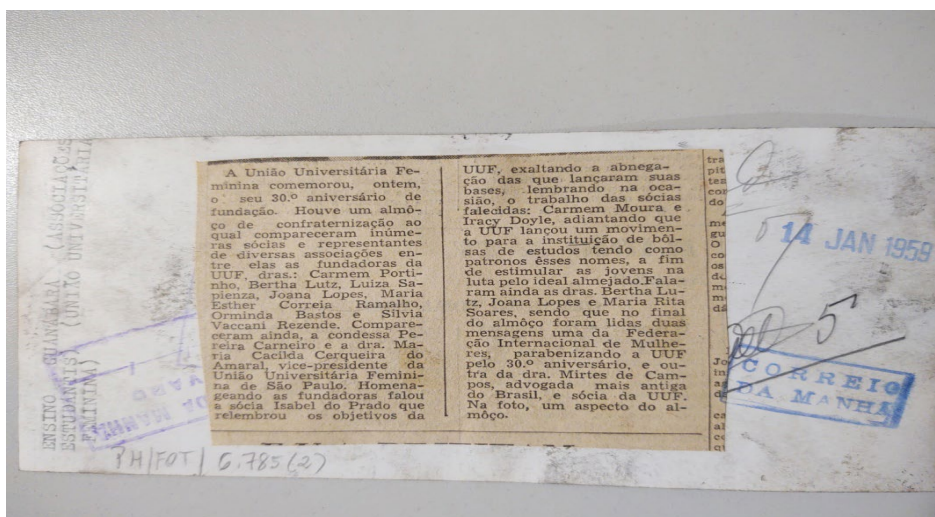 A União Universitária Fe-
minina comemorou, ontem,
o seu 30.º aniversário de
fundação. Houve um almô-
ço de confraternização ao
qual compareceram inúme-
ras sócias e representantes
de diversas associações en-
tre elas as fundadoras da
UUF, dras.: Carmem Porti-
nho, Bertha Lutz, Luiza Sa-
pienza, Joana Lopes, Maria
Esther Correia Ramalho,
Orminda Bastos e Silvia
Vaccani Rezende. Compare-
ceram ainda, a condessa Pe-
reira Carneiro e a dra. Ma-
ria Cacilda Cerqueira do
Amaral, vice-presidente da
União Universitária Femini-
na de São Paulo. Homena-
geando as fundadoras falou
a sócia Isabel do Prado que
relembrou os objetivos da
UUF, exaltando a abnega-
ção das que lançaram suas
bases, lembrando na oca-
sião, o trabalho das sócias
falecidas: Carmem Moura e
Iracy Doyle, adiantando que
a UUF lançou um movimen-
to para a instituição de bôl-
sas de estudos tendo como
patronos êsses nomes, a fim
de estimular as jovens na
luta pelo ideal almejado.Fala-
ram ainda as dras. Bertha Lu-
tz, Joana Lopes e Maria Rita
Soares, sendo que no final
do almôço foram lidas duas
mensagens uma da Federa-
ção Internacional de Mulhe-
res, parabenizando a UUF
pelo 30.º aniversário, e ou-
tra da dra. Mirtes de Cam-
pos, advogada mais antiga
do Brasil, e sócia da UUF.
Na foto, um aspecto do al-
môço.
14 JAN 1959
5
CORREIO
DA MANHÃ
ENSINO GUANABARA (ASSOCIAÇÕES
ESTUDANTIS (UNIÃO UNIVERSITÁRIA
FEMININA)
DA MANHÃ
PH/FOT/ 6.785(2)